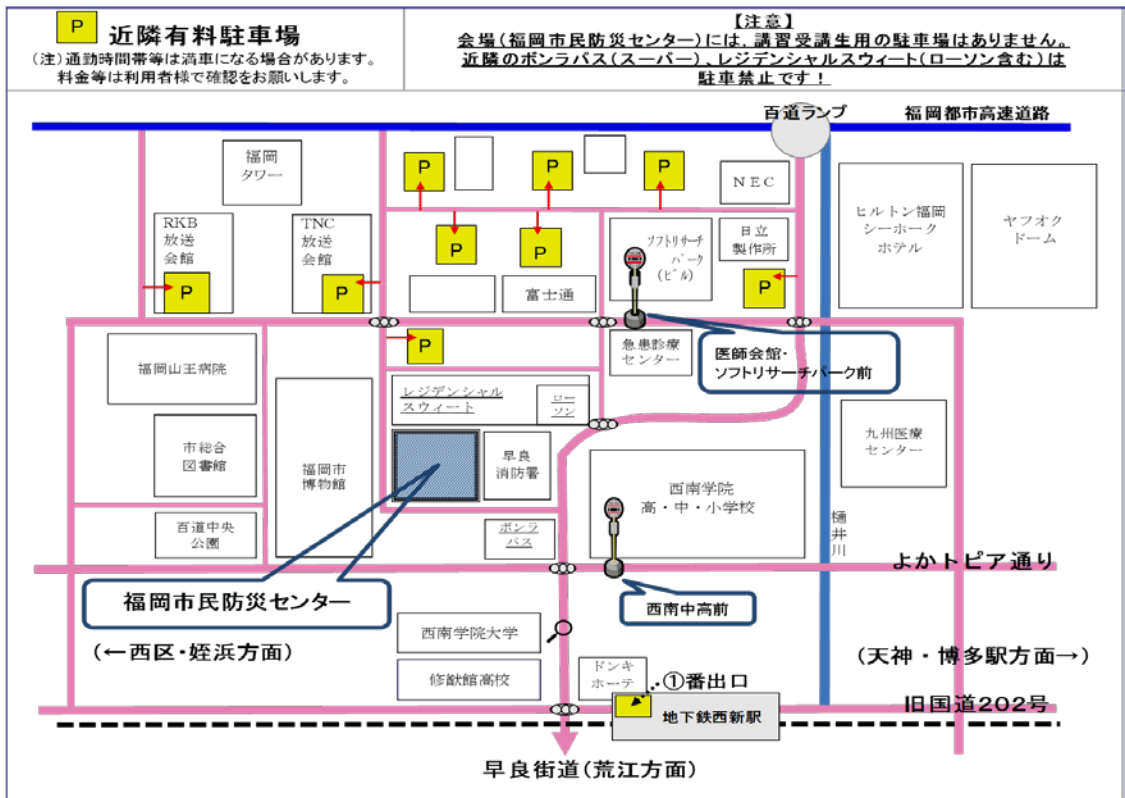 P
近隣有料駐車場
(注)通勤時間帯等は満車になる場合があります。
料金等は利用者様で確認をお願いします。
【注意】
会場(福岡市民防災センター)には、講習受講生用の駐車場はありません。
近隣のボンラパス(スーパー)、レジデンシャルスウィート(ローソン含む)は
駐車禁止です!
百道ランプ
福岡都市高速道路
福岡
タワー
P
P
P
NEC
RKB
放送
会館
P
TNC
放送
会館
P
P
P
ソフトリサーチ
パーク
(ビル)
日立
製作所
P
ヒルトン福岡
シーホーク
ホテル
ヤフオク
ドーム
富士通
P
急患診療
センター
医師会館・
ソフトリサーチパーク前
福岡山王病院
レジデンシャル
スウィート
ロー
ソン
市総合
図書館
福岡市
博物館
早良
消防署
西南学院
高・中・小学校
九州医療
センター
百道中央
公園
ボンラ
パス
樋井川
よかトピア通り
福岡市民防災センター
西南中高前
(←西区・姪浜方面)
西南学院大学
(天神・博多駅方面→)
修猷館高校
ドンキ
ホーテ
①番出口
地下鉄西新駅
旧国道202号
早良街道(荒江方面)